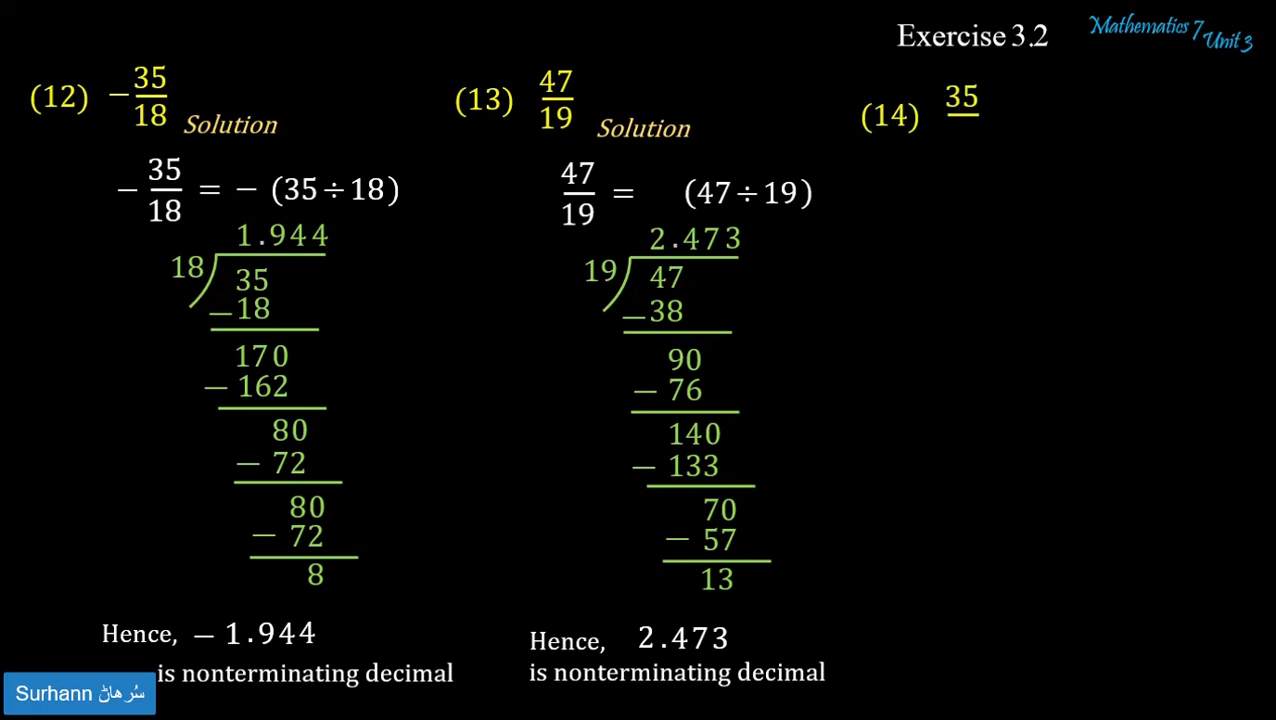 Exercise 3.2
Mathematics 7
Unit 3
(12) −35/18
Solution
−35/18 = − (35÷18)
1.944
18
35
−18
170
− 162
80
− 72
80
− 72
8
Hence, − 1.944
is nonterminating decimal
(13) 47/19
Solution
47/19 = (47÷19)
2.473
19
47
−38
90
− 76
140
− 133
70
− 57
13
Hence, 2.473
is nonterminating decimal
(14) 35
Surhann سُرهاڻ